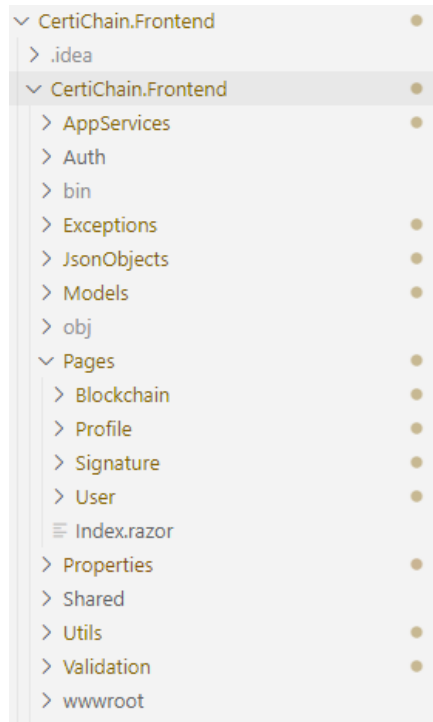 CertiChain.Frontend
.idea
CertiChain.Frontend
AppServices
Auth
bin
Exceptions
JsonObjects
Models
obj
Pages
Blockchain
Profile
Signature
User
Index.razor
Properties
Shared
Utils
Validation
wwwroot